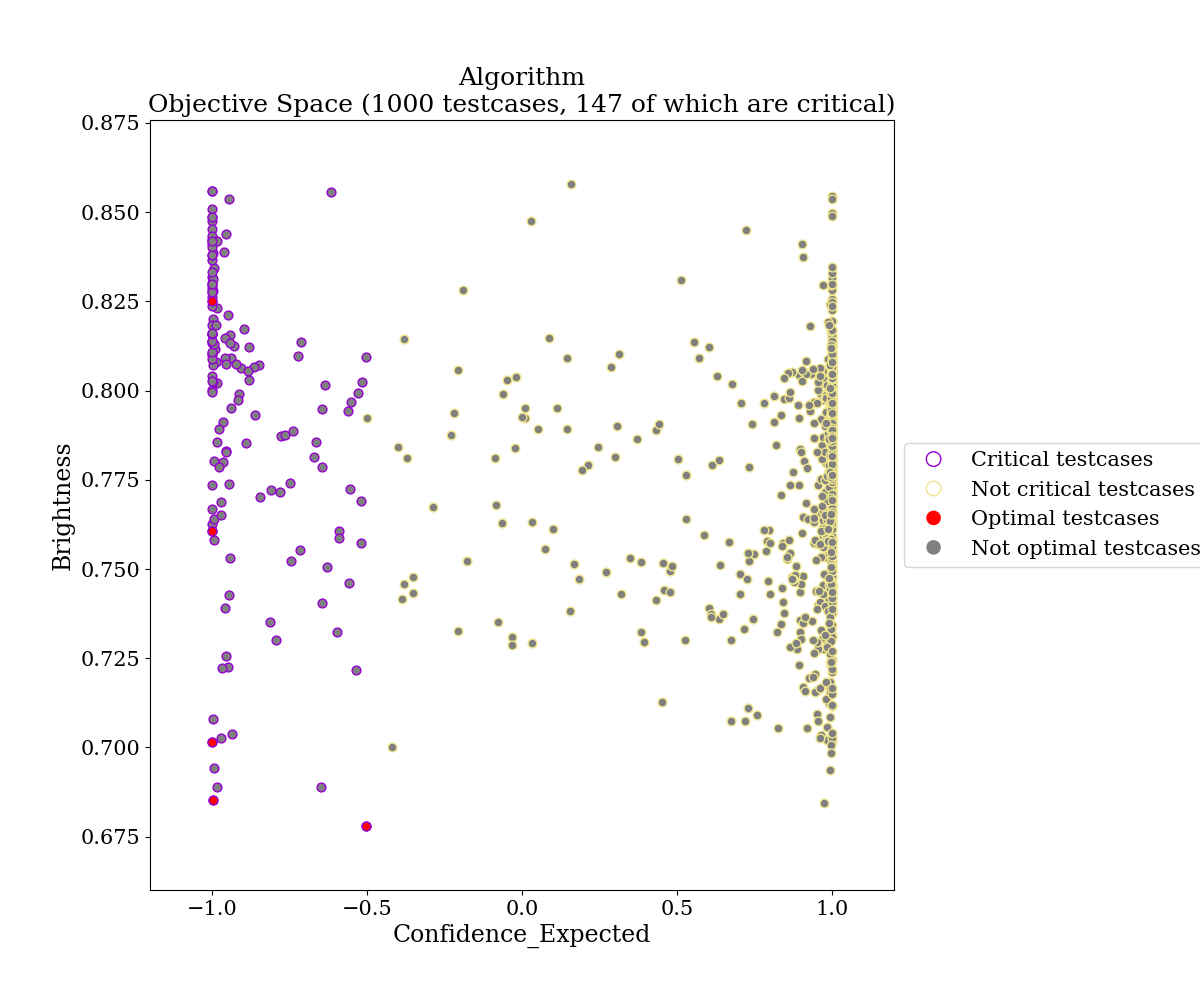 Algorithm
Objective Space (1000 testcases, 147 of which are critical)
0.875
0.850
0.825
0.800
0.775
0.750
0.725
0.700
0.675
Brightness
−1.0
−0.5
0.0
0.5
1.0
Confidence_Expected
Critical testcases
Not critical testcases
Optimal testcases
Not optimal testcases